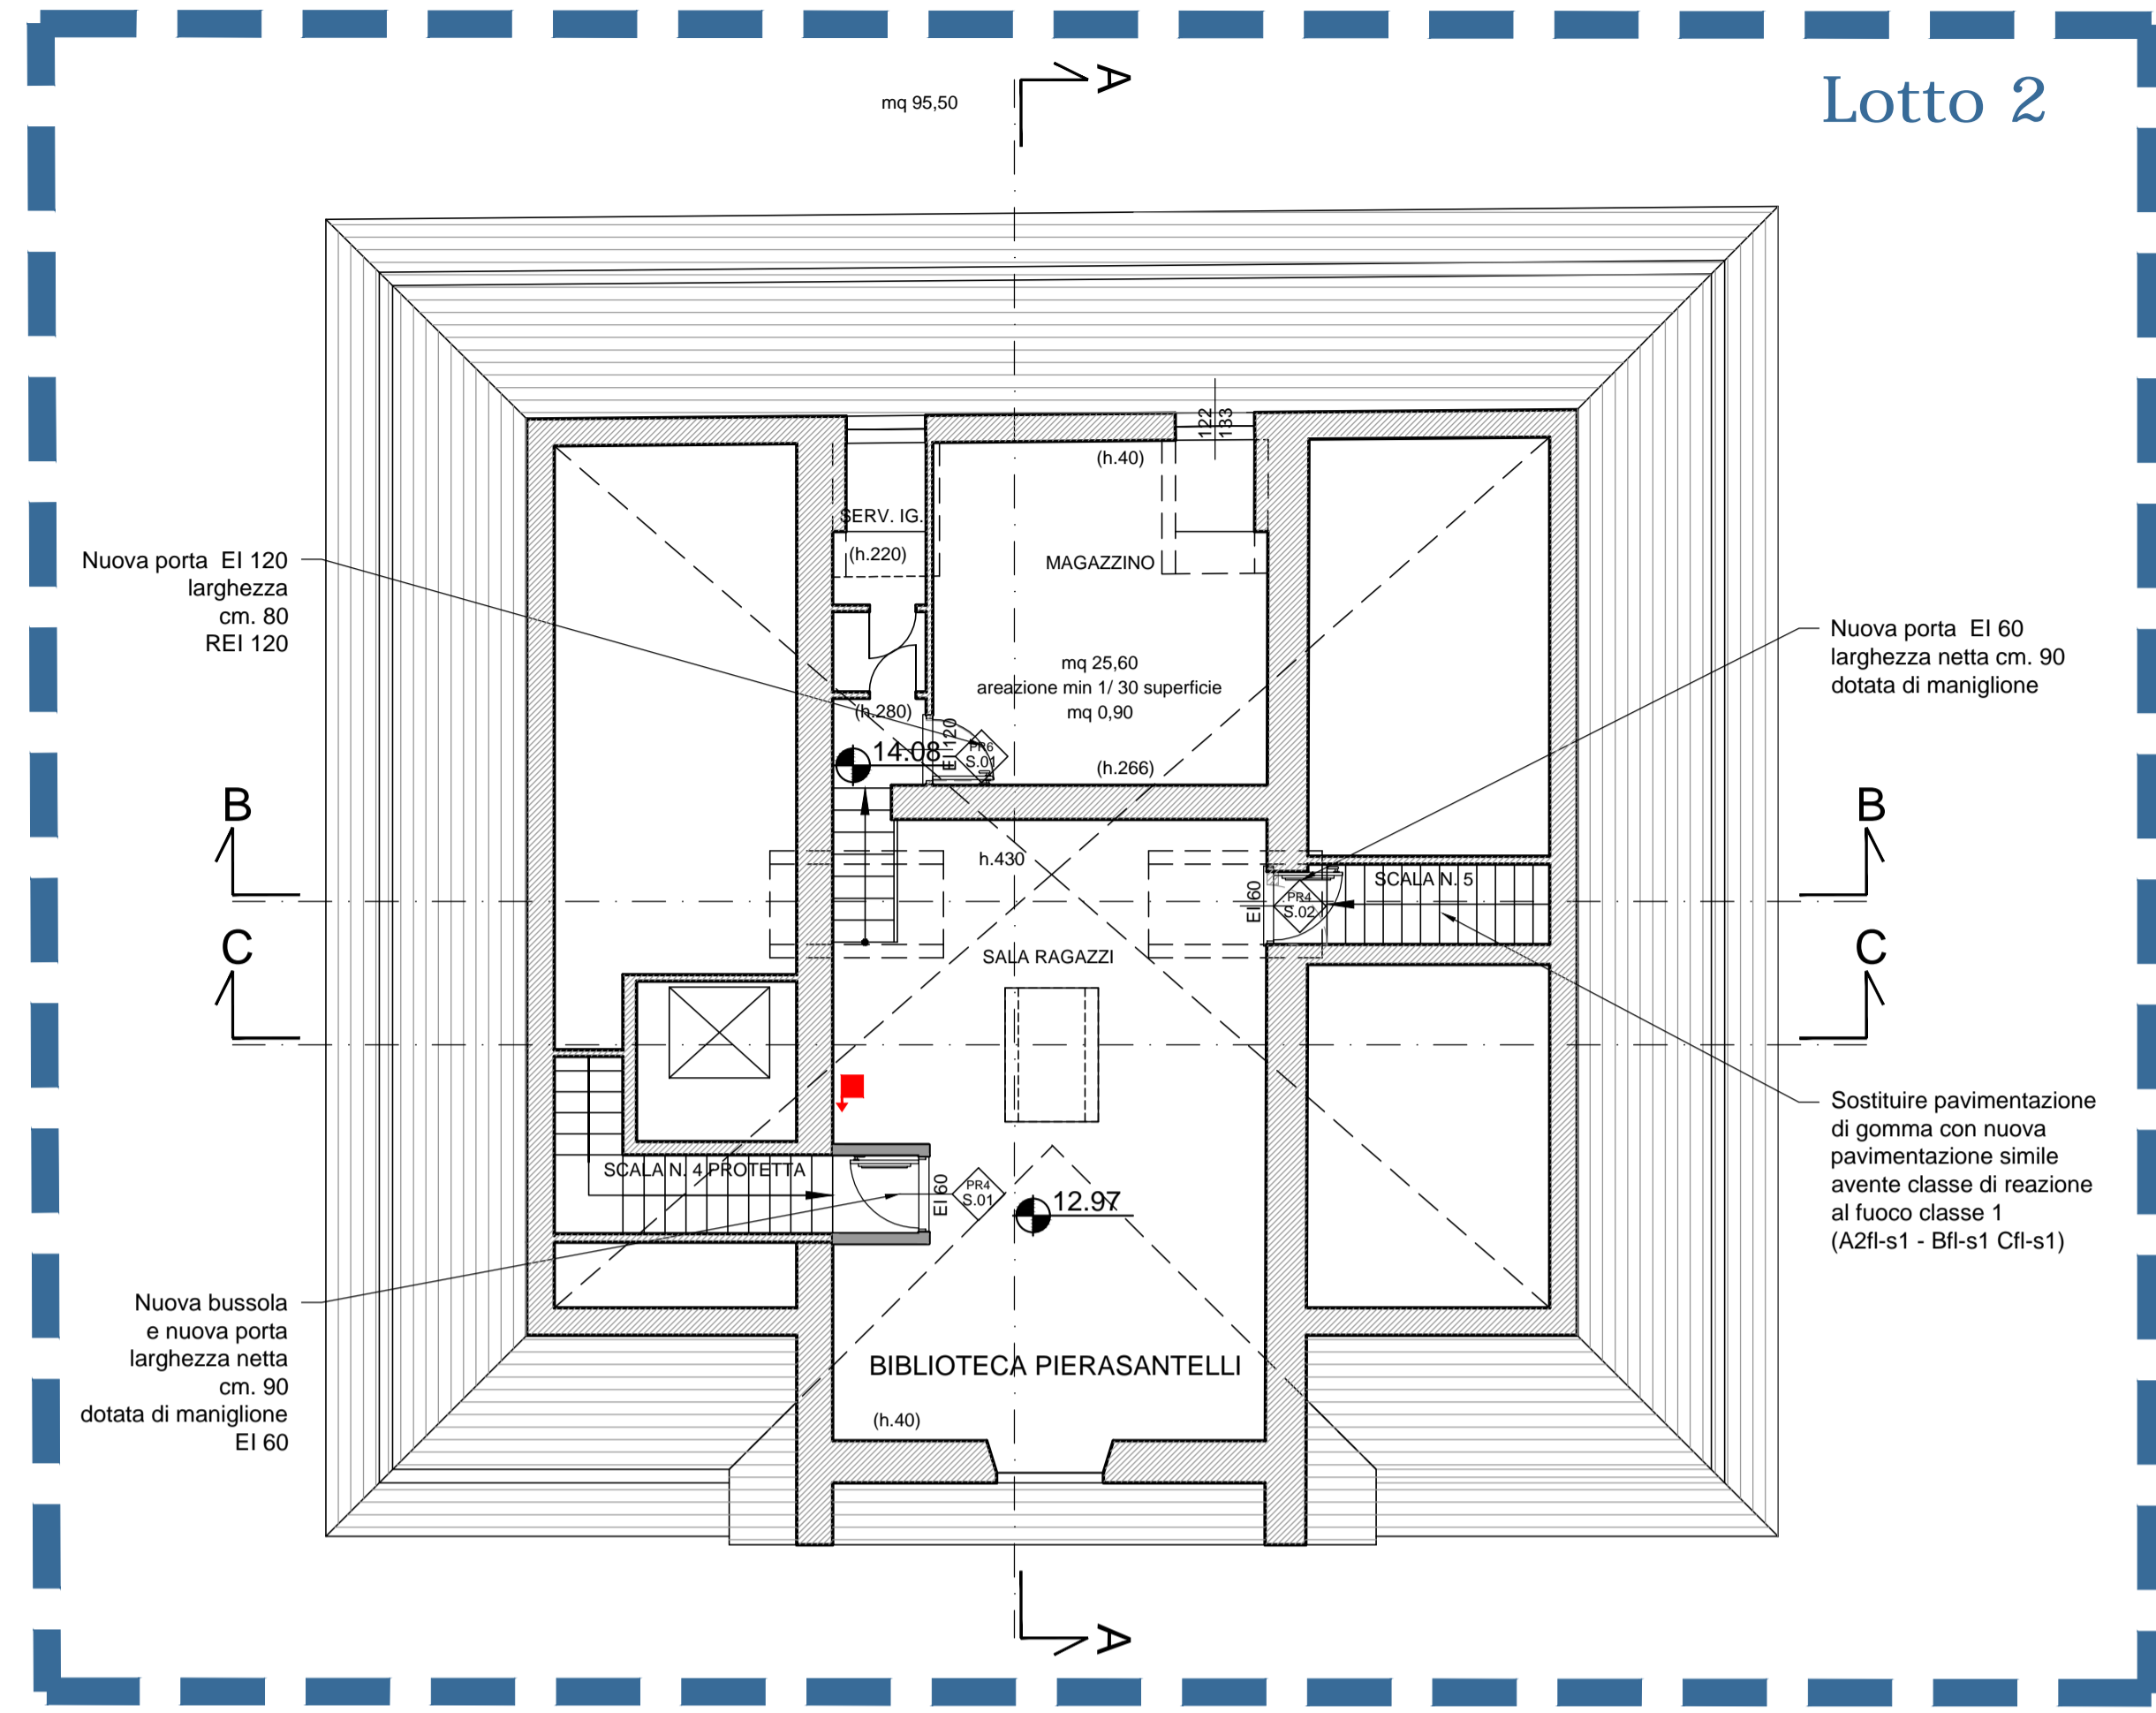 Lotto 2
A
mq 95,50
122
133
(h.40)
SERV. IG.
(h.220)
MAGAZZINO
Nuova porta EI 120
larghezza
cm. 80
REI 120
Nuova porta EI 60
larghezza netta cm. 90
dotata di maniglione
mq 25,60
areazione min 1/ 30 superficie
mq 0,90
(h.280)
14.08
EI 120
PR6
S.01
(h.266)
B
B
h.430
SCALA N. 5
EI 60
PR4
S.02
C
C
SALA RAGAZZI
Sostituire pavimentazione
di gomma con nuova
pavimentazione simile
avente classe di reazione
al fuoco classe 1
(A2fl-s1 - Bfl-s1 Cfl-s1)
SCALA N. 4 PROTETTA
EI 60
PR4
S.01
12.97
Nuova bussola
e nuova porta
larghezza netta
cm. 90
dotata di maniglione
EI 60
BIBLIOTECA PIERASANTELLI
(h.40)
A